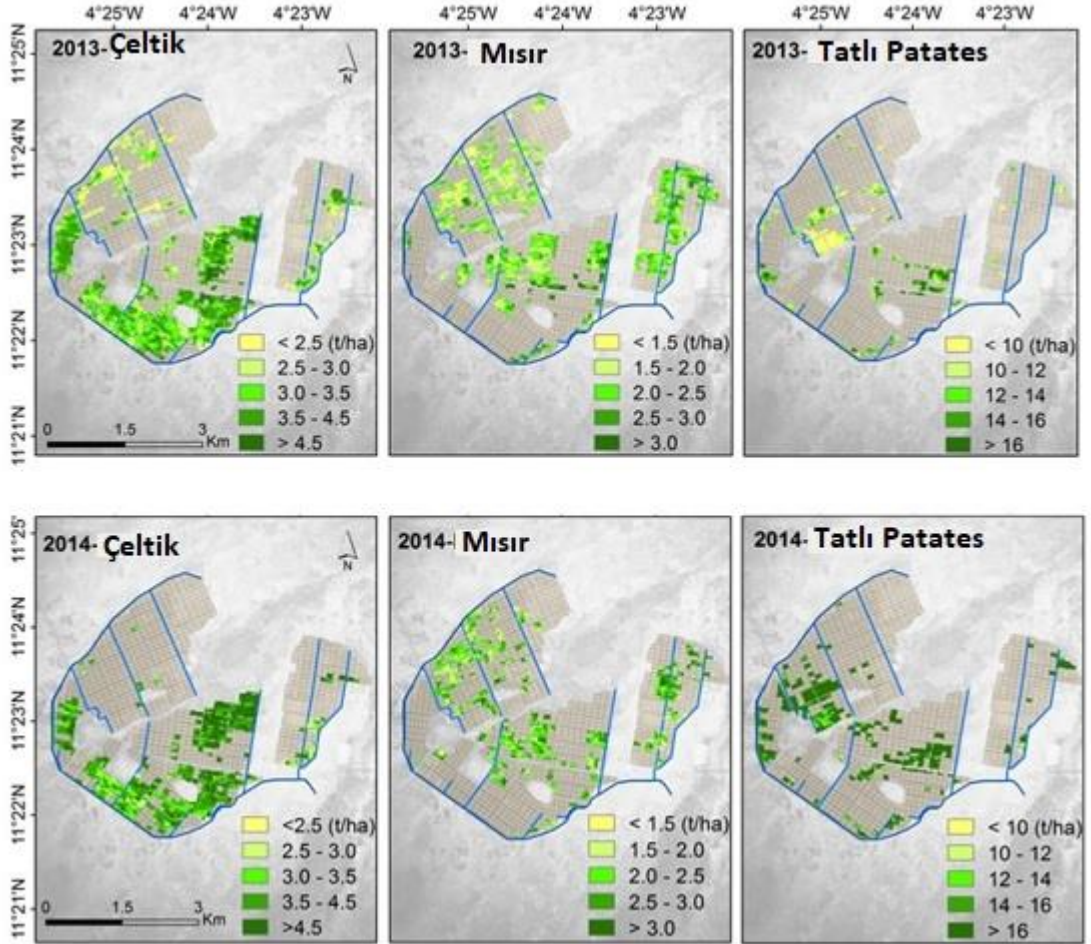 4°25'W 4°24'W 4°23'W 4°25'W 4°24'W 4°23'W 4°25'W 4°24'W 4°23'W
2013-Çeltik
N
2013- Mısır
2013- Tatlı Patates
11°25'N
11°24'N
11°23'N
11°22'N
11°21'N
< 2.5 (t/ha)
2.5 - 3.0
3.0 - 3.5
3.5 - 4.5
> 4.5
0 1.5 3
Km
< 1.5 (t/ha)
1.5 - 2.0
2.0 - 2.5
2.5 - 3.0
> 3.0
< 10 (t/ha)
10 - 12
12 - 14
14 - 16
> 16
2014- Çeltik
N
2014- Mısır
2014- Tatlı Patates
11°25'
11°24'N
11°23'N
11°22'N
11°21'N
<2.5 (t/ha)
2.5 - 3.0
3.0 - 3.5
3.5 - 4.5
>4.5
0 1.5 3
Km
< 1.5 (t/ha)
1.5 - 2.0
2.0 - 2.5
2.5 - 3.0
> 3.0
< 10 (t/ha)
10 - 12
12 - 14
14 - 16
> 16